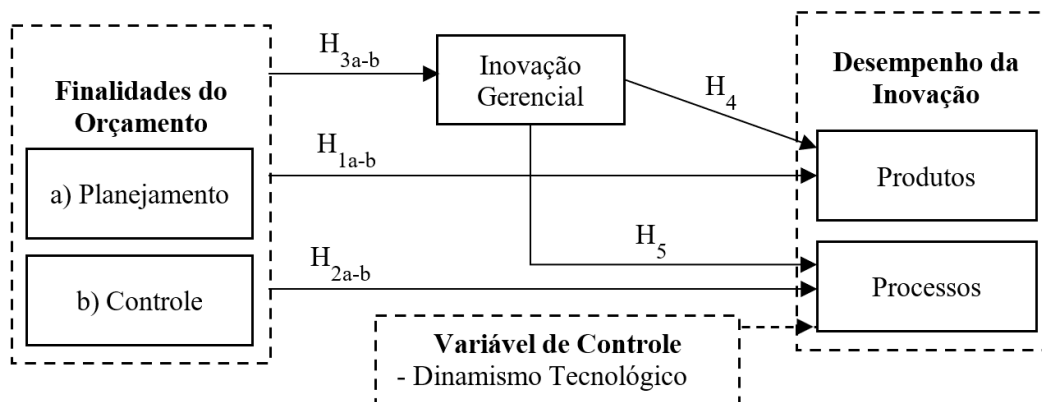 Finalidades do
Orçamento
a) Planejamento
b) Controle
H3a-b
H1a-b
H2a-b
Inovação
Gerencial
H4
H5
Desempenho da
Inovação
Produtos
Processos
Variável de Controle
- Dinamismo Tecnológico